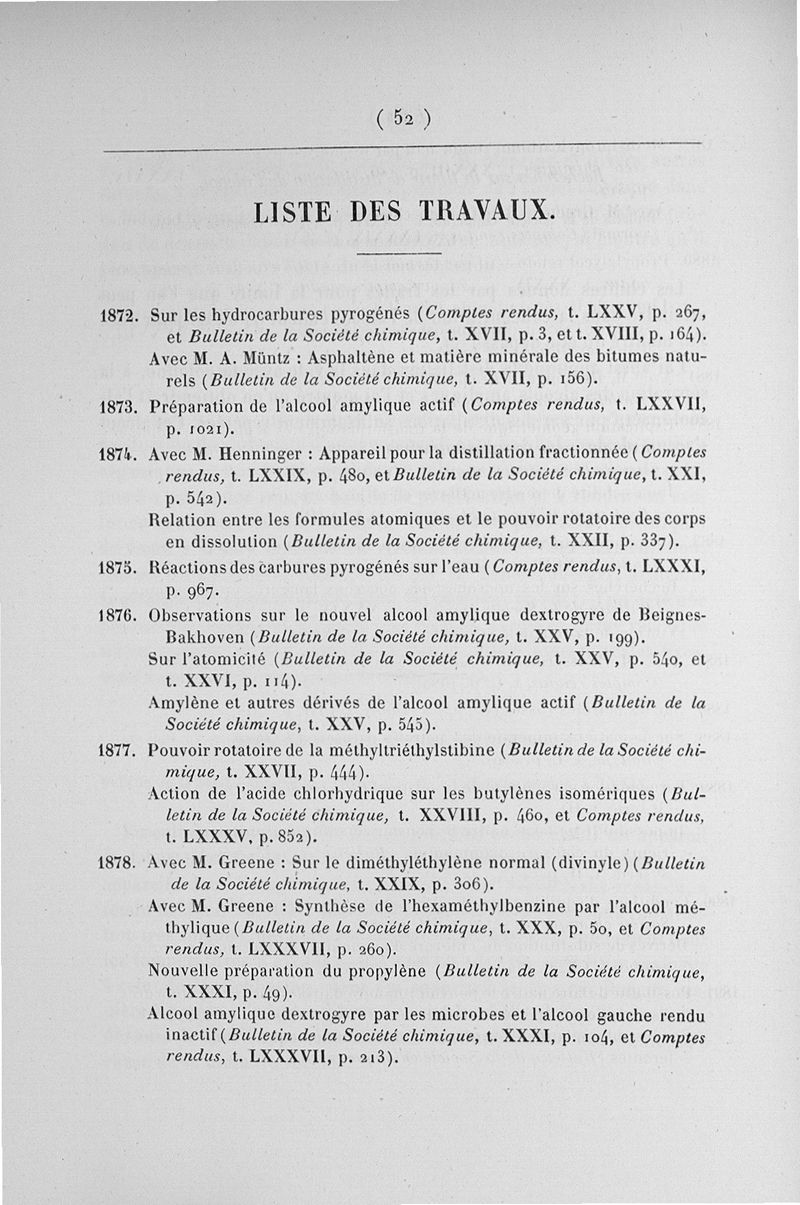 ( 52 )
LISTE DES TRAVAUX.
1872. Sur les hydrocarbures pyrogénés (Comptes rendus, t. LXXV, p. 267,
et Bulletin de la Société chimique, t. XVII, p. 3, et t. XVIII, p. 164).
Avec M. A. Müntz : Asphaltène et matière minérale des bitumes natu-
rels (Bulletin de la Société chimique, t. XVII, p. 156).
1873. Préparation de l'alcool amylique actif (Comptes rendus, t. LXXVII,
p. 1021).
1874. Avec M. Henninger : Appareil pour la distillation fractionnée (Comptes
rendus, t. LXXIX, p. 480, et Bulletin de la Société chimique, t. XXI,
p. 542).
Relation entre les formules atomiques et le pouvoir rotatoire des corps
en dissolution (Bulletin de la Société chimique, t. XXII, p. 337).
1875. Réactions des carbures pyrogénés sur l'eau (Comptes rendus, t. LXXXI,
p. 967.
1876. Observations sur le nouvel alcool amylique dextrogyre de Beignes-
Bakhoven (Bulletin de la Société chimique, t. XXV, p. 199).
Sur l'atomicité (Bulletin de la Société chimique, t. XXV, p. 540, et
t. XXVI, p. 114).
Amylène et autres dérivés de l'alcool amylique actif (Bulletin de la
Société chimique, t. XXV, p. 545).
1877. Pouvoir rotatoire de la méthyltriéthylstibine (Bulletin de la Société chi-
mique, t. XXVII, p. 444).
Action de l'acide chlorhydrique sur les butylènes isomériques (Bul-
letin de la Société chimique, t. XXVIII, p. 460, et Comptes rendus,
t. LXXXV, p. 852).
1878. Avec M. Greene : Sur le diméthyléthylène normal (divinyle) (Bulletin
de la Société chimique, t. XXIX, p. 306).
Avec M. Greene : Synthèse de l'hexaméthylbenzine par l'alcool mé-
thylique (Bulletin de la Société chimique, t. XXX, p. 50, et Comptes
rendus, t. LXXXVII, p. 260).
Nouvelle préparation du propylène (Bulletin de la Société chimique,
t. XXXI, p. 49).
Alcool amylique dextrogyre par les microbes et l'alcool gauche rendu
inactif (Bulletin de la Société chimique, t. XXXI, p. 104, et Comptes
rendus, t. LXXXVII, p. 213).